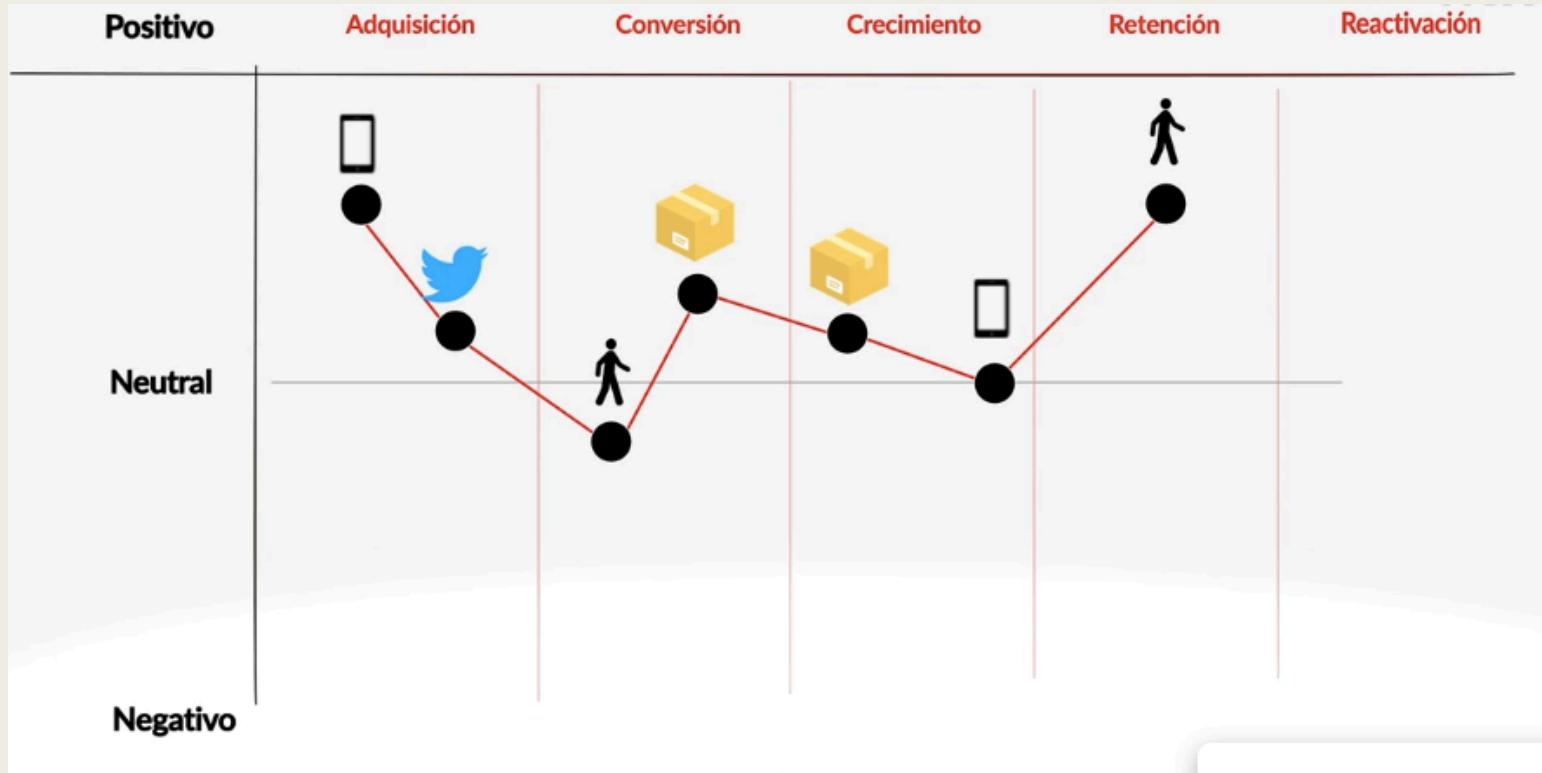 Positivo
Adquisición
Conversión
Crecimiento
Retención
Reactivación
Neutral
Negativo